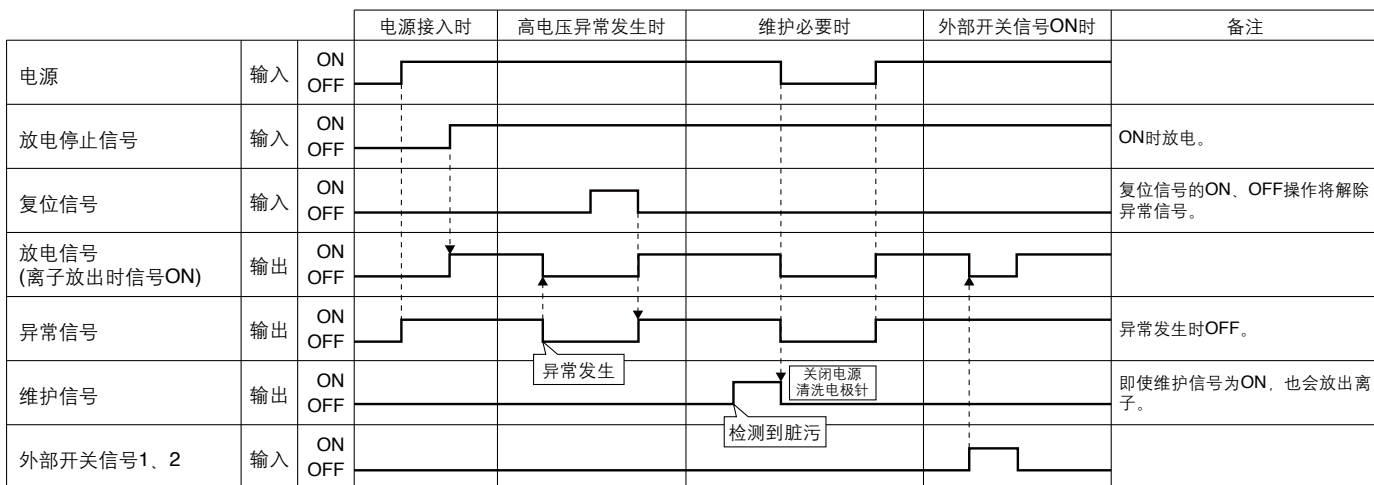 电源接入时 高电压异常发生时 维护必要时 外部开关信号ON时 备注
电源 输入 ON
OFF
放电停止信号 输入 ON
OFF
ON时放电。
复位信号 输入 ON
OFF
复位信号的ON、OFF操作将解除
异常信号。
放电信号
(离子放出时信号ON)
输出 ON
OFF
异常信号 输出 ON
OFF
异常发生时OFF。
异常发生
维护信号 输出 ON
OFF
关闭电源
清洗电极针
即使维护信号为ON，也会放出离
子。
检测到脏污
外部开关信号1、2 输入 ON
OFF